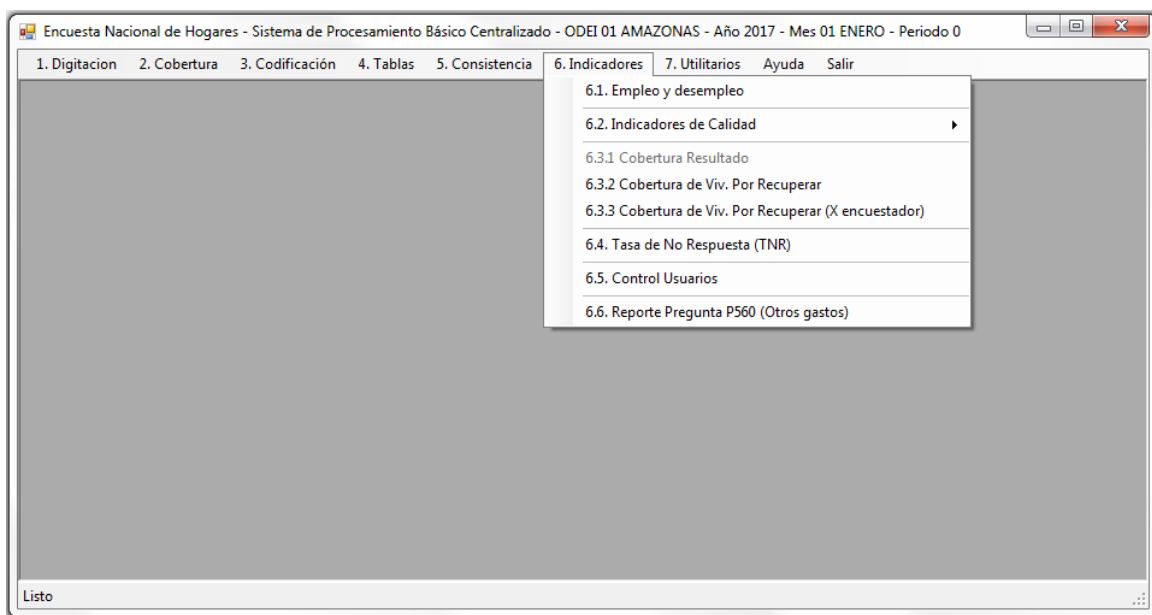 Encuesta Nacional de Hogares - Sistema de Procesamiento Básico Centralizado - ODEI 01 AMAZONAS - Año 2017 - Mes 01 ENERO - Periodo 0
1. Digitacion 2. Cobertura 3. Codificación 4. Tablas 5. Consistencia 6. Indicadores 7. Utilitarios Ayuda Salir
6.1. Empleo y desempleo
6.2. Indicadores de Calidad
6.3.1 Cobertura Resultado
6.3.2 Cobertura de Viv. Por Recuperar
6.3.3 Cobertura de Viv. Por Recuperar (X encuestador)
6.4. Tasa de No Respuesta (TNR)
6.5. Control Usuarios
6.6. Reporte Pregunta P560 (Otros gastos)
Listo